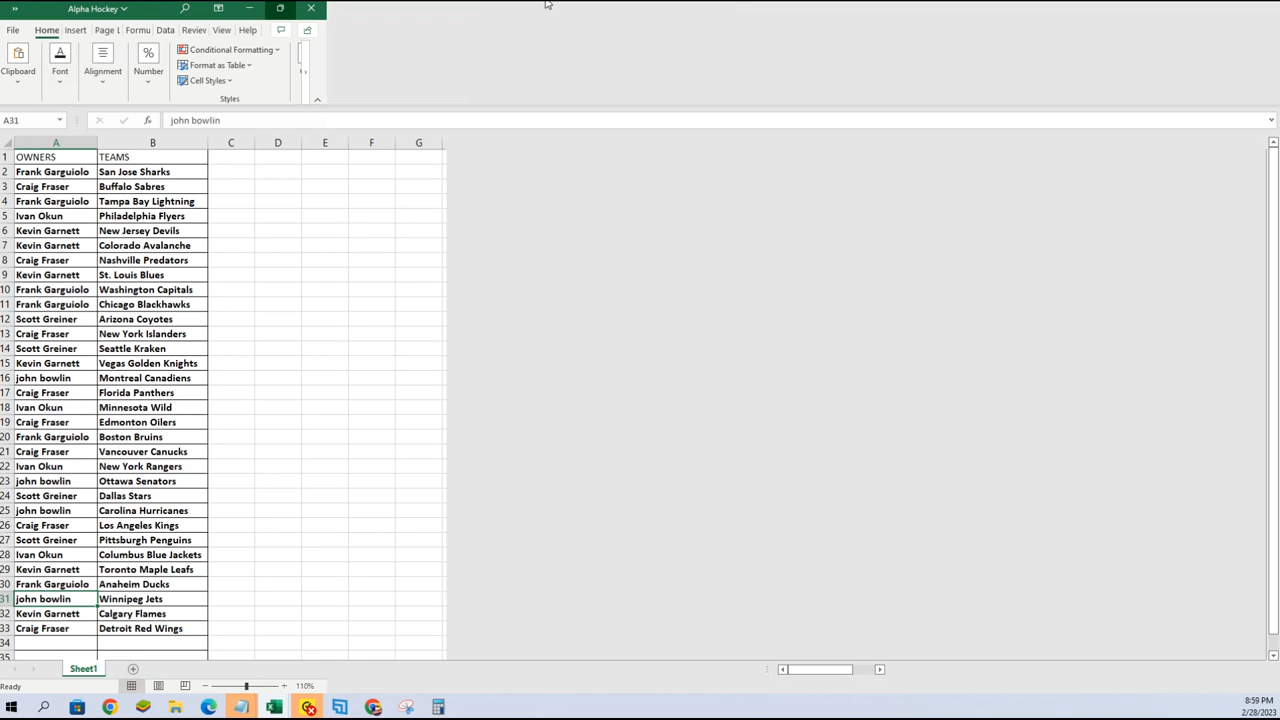 Alpha Hockey
File Home Insert Page L Formu Data Review View Help
Clipboard Font Alignment Number
Conditional Formatting
Format as Table
Cell Styles
Styles
A31 fx john bowlin
A B C D E F G
1 OWNERS TEAMS
2 Frank Garguiolo San Jose Sharks
3 Craig Fraser Buffalo Sabres
4 Frank Garguiolo Tampa Bay Lightning
5 Ivan Okun Philadelphia Flyers
6 Kevin Garnett New Jersey Devils
7 Kevin Garnett Colorado Avalanche
8 Craig Fraser Nashville Predators
9 Kevin Garnett St. Louis Blues
10 Frank Garguiolo Washington Capitals
11 Frank Garguiolo Chicago Blackhawks
12 Scott Greiner Arizona Coyotes
13 Craig Fraser New York Islanders
14 Scott Greiner Seattle Kraken
15 Kevin Garnett Vegas Golden Knights
16 john bowlin Montreal Canadiens
17 Craig Fraser Florida Panthers
18 Ivan Okun Minnesota Wild
19 Craig Fraser Edmonton Oilers
20 Frank Garguiolo Boston Bruins
21 Craig Fraser Vancouver Canucks
22 Ivan Okun New York Rangers
23 john bowlin Ottawa Senators
24 Scott Greiner Dallas Stars
25 john bowlin Carolina Hurricanes
26 Craig Fraser Los Angeles Kings
27 Scott Greiner Pittsburgh Penguins
28 Ivan Okun Columbus Blue Jackets
29 Kevin Garnett Toronto Maple Leafs
30 Frank Garguiolo Anaheim Ducks
31 john bowlin Winnipeg Jets
32 Kevin Garnett Calgary Flames
33 Craig Fraser Detroit Red Wings
34
35
Sheet1
Ready 110%
8:59 PM
2/28/2023